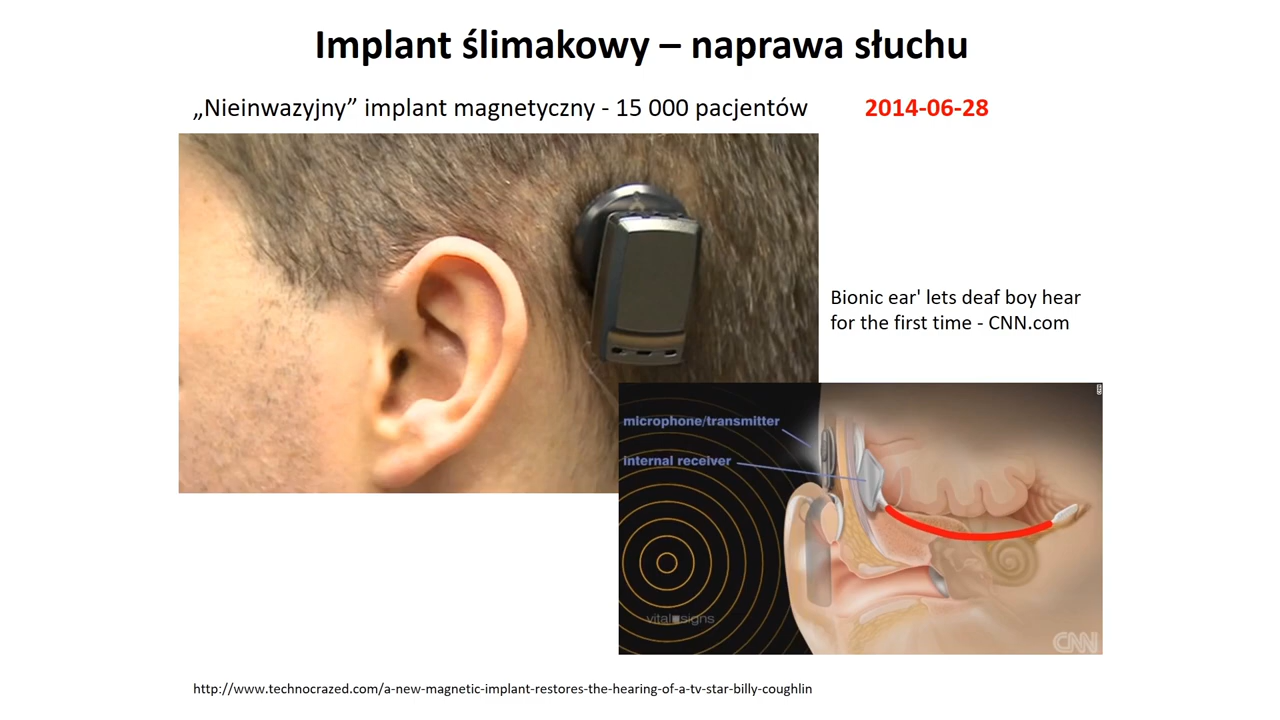 Implant ślimakowy – naprawa słuchu
„Nieinwazyjny” implant magnetyczny - 15 000 pacjentów
2014-06-28
Bionic ear' lets deaf boy hear
for the first time - CNN.com
CNN
microphone/transmitter
internal receiver
vital signs
CNN
http://www.technocrazed.com/a-new-magnetic-implant-restores-the-hearing-of-a-tv-star-billy-coughlin